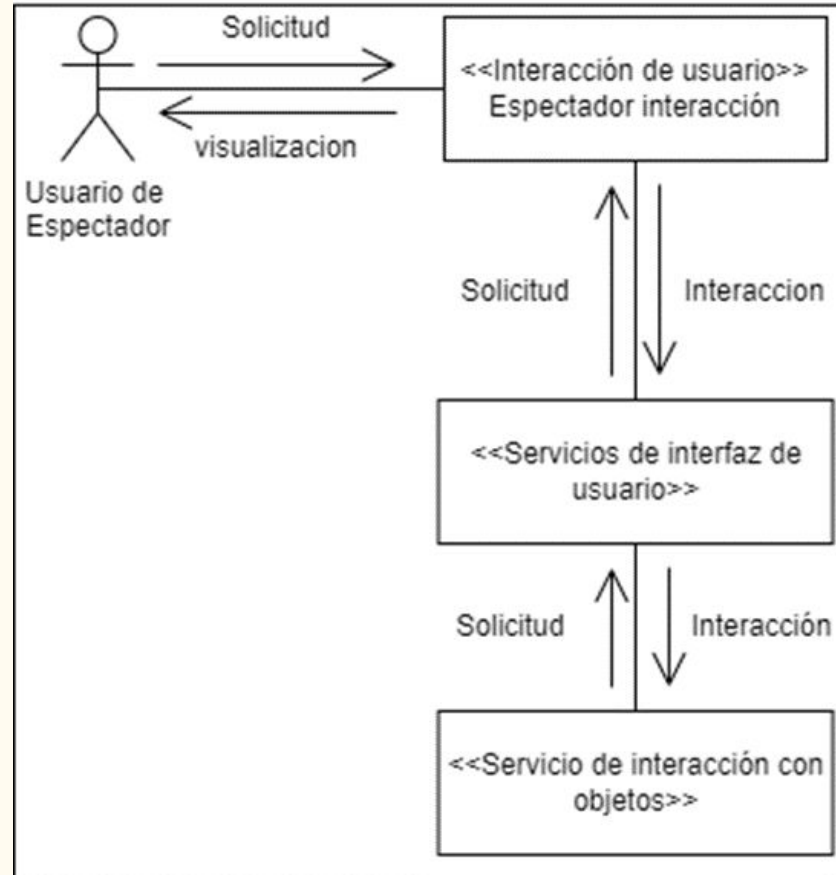 Solicitud
<<Interacción de usuario>>
Espectador interacción
visualizacion
Usuario de
Espectador
Solicitud
Interaccion
<<Servicios de interfaz de
usuario>>
Solicitud
Interacción
<<Servicio de interacción con
objetos>>